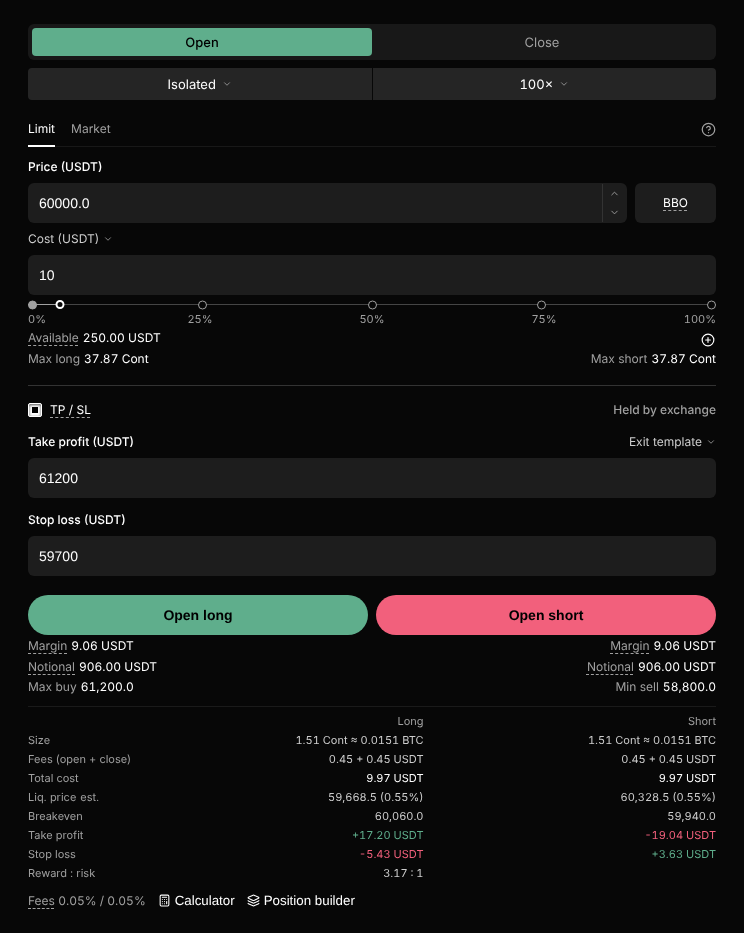 Open Close
Isolated 100×
Limit Market
Price (USDT)
60000.0 BBO
Cost (USDT)
10
0% 25% 50% 75% 100%
Available 250.00 USDT
Max long 37.87 Cont Max short 37.87 Cont
TP / SL Held by exchange
Take profit (USDT) Exit template
61200
Stop loss (USDT)
59700
Open long Open short
Margin 9.06 USDT Margin 9.06 USDT
Notional 906.00 USDT Notional 906.00 USDT
Max buy 61,200.0 Min sell 58,800.0
Long Short
Size 1.51 Cont ≈ 0.0151 BTC 1.51 Cont ≈ 0.0151 BTC
Fees (open + close) 0.45 + 0.45 USDT 0.45 + 0.45 USDT
Total cost 9.97 USDT 9.97 USDT
Liq. price est. 59,668.5 (0.55%) 60,328.5 (0.55%)
Breakeven 60,060.0 59,940.0
Take profit +17.20 USDT -19.04 USDT
Stop loss -5.43 USDT +3.63 USDT
Reward : risk 3.17 : 1
Fees 0.05% / 0.05% Calculator Position builder